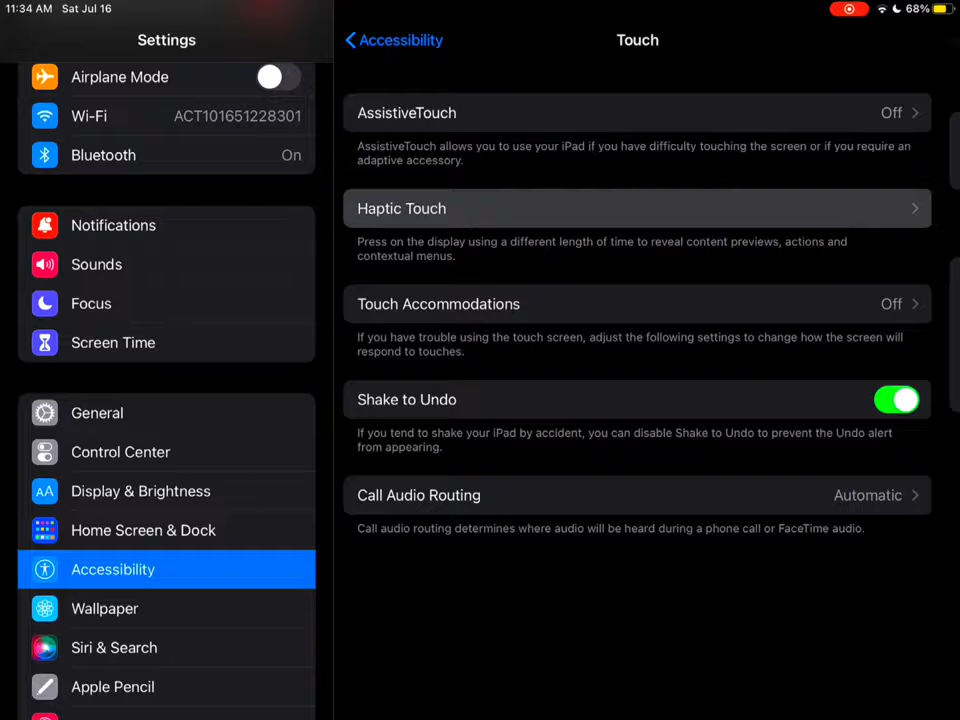 11:34 AM Sat Jul 16
68%
Settings
Airplane Mode
Wi-Fi ACT101651228301
Bluetooth On
Notifications
Sounds
Focus
Screen Time
General
Control Center
AA Display & Brightness
Home Screen & Dock
Accessibility
Wallpaper
Siri & Search
Apple Pencil
Accessibility Touch
AssistiveTouch Off
AssistiveTouch allows you to use your iPad if you have difficulty touching the screen or if you require an
adaptive accessory.
Haptic Touch
Press on the display using a different length of time to reveal content previews, actions and
contextual menus.
Touch Accommodations Off
If you have trouble using the touch screen, adjust the following settings to change how the screen will
respond to touches.
Shake to Undo
If you tend to shake your iPad by accident, you can disable Shake to Undo to prevent the Undo alert
from appearing.
Call Audio Routing Automatic
Call audio routing determines where audio will be heard during a phone call or FaceTime audio.